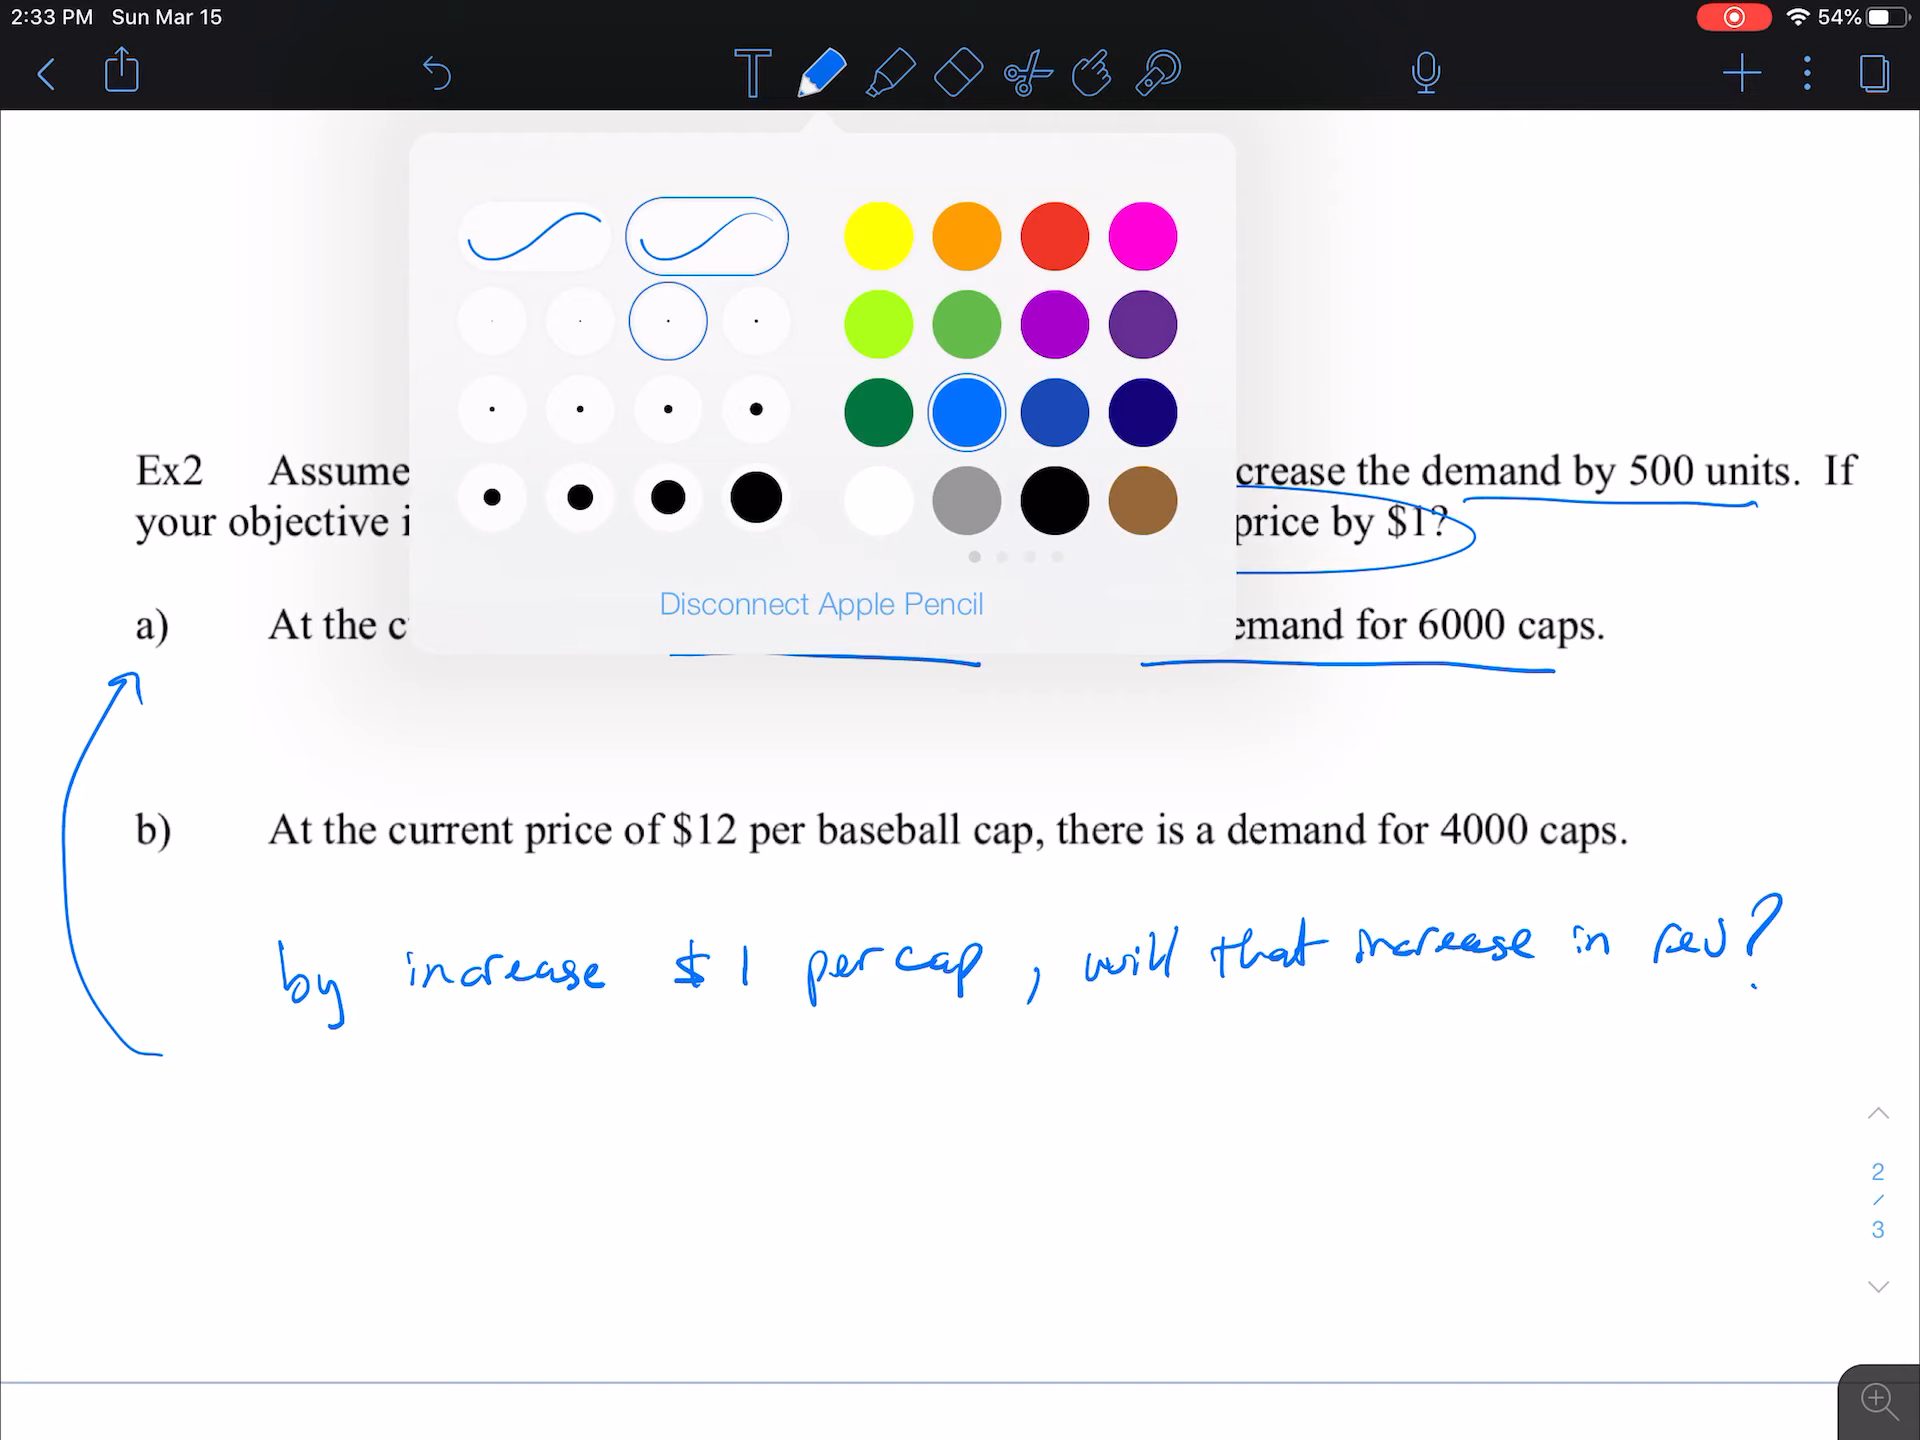 2:33 PM Sun Mar 15 54%
T
Ex2 Assume crease the demand by 500 units. If
your objective i price by $1?
Disconnect Apple Pencil
a) At the c emand for 6000 caps.
b) At the current price of $12 per baseball cap, there is a demand for 4000 caps.
by increase $1 per cap, will that increase in rev?
2
/
3